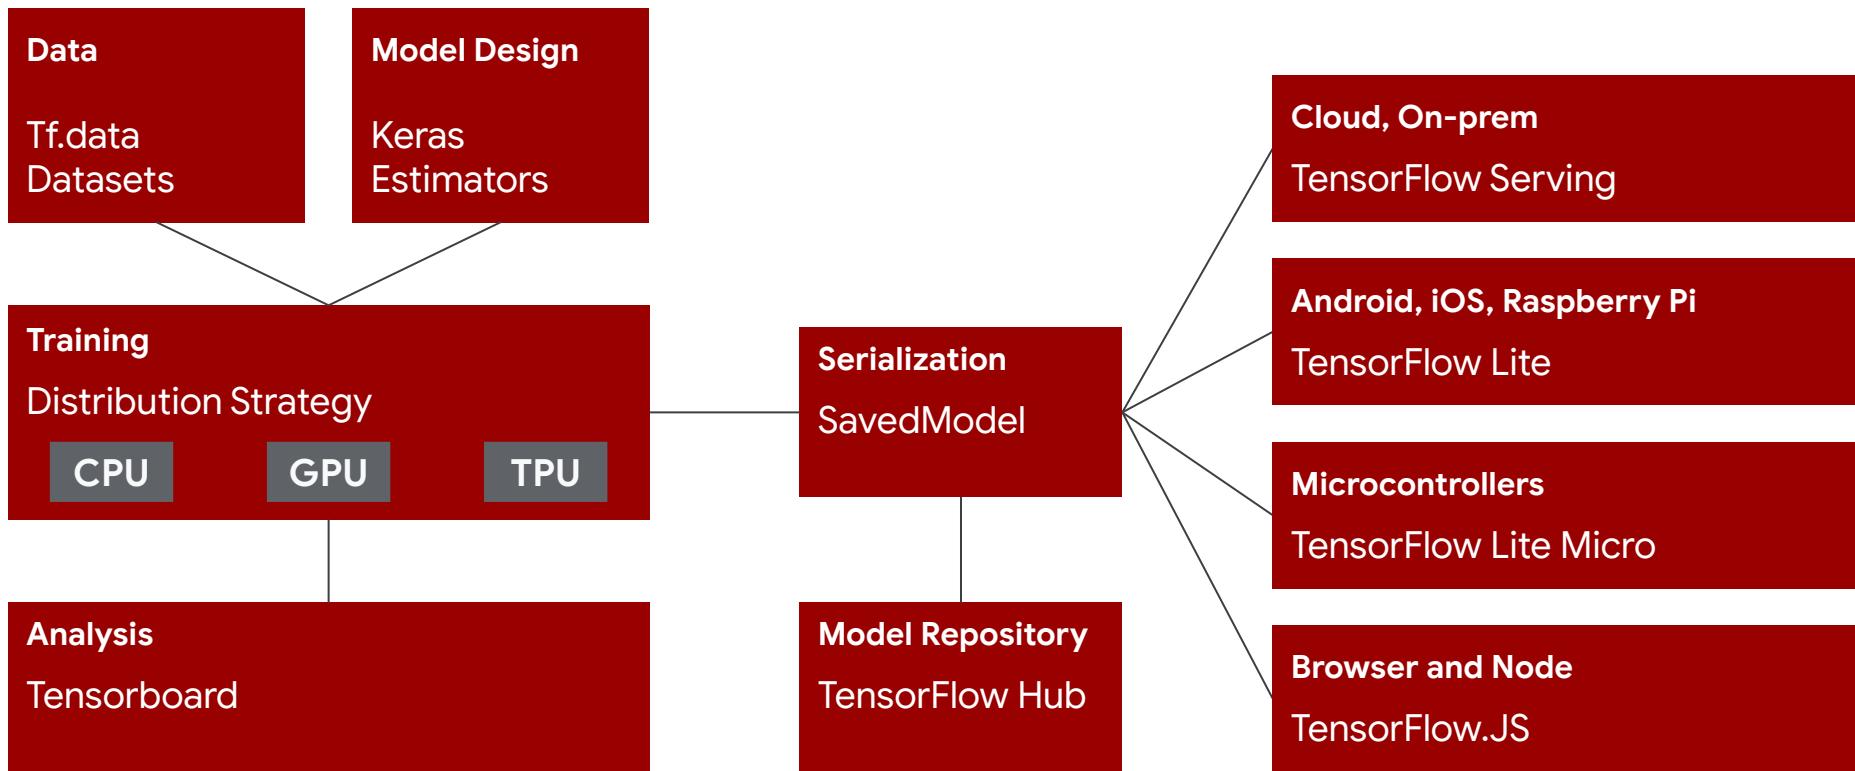 Data
Tf.data
Datasets
Model Design
Keras
Estimators
Training
Distribution Strategy
CPU
GPU
TPU
Analysis
Tensorboard
Serialization
SavedModel
Model Repository
TensorFlow Hub
Cloud, On-prem
TensorFlow Serving
Android, iOS, Raspberry Pi
TensorFlow Lite
Microcontrollers
TensorFlow Lite Micro
Browser and Node
TensorFlow.JS